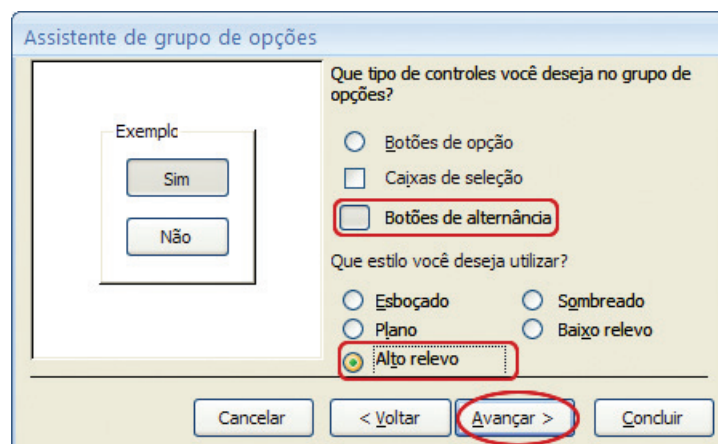 Assistente de grupo de opções
Que tipo de controles você deseja no grupo de
opções?
Exemplo
Sim
Não
Botões de opção
Caixas de seleção
Botões de alternância
Que estilo você deseja utilizar?
Esboçado
Sombreado
Plano
Baixo relevo
Alto relevo
Cancelar
< Voltar
Avançar >
Concluir